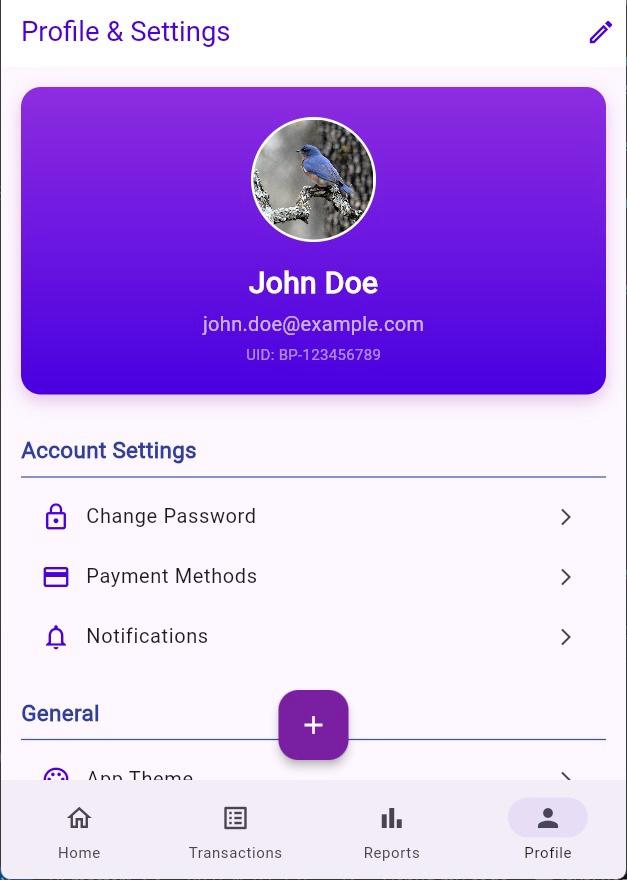 Profile & Settings
John Doe
john.doe@example.com
UID: BP-123456789
Account Settings
Change Password
Payment Methods
Notifications
General
App Theme
Home
Transactions
Reports
Profile